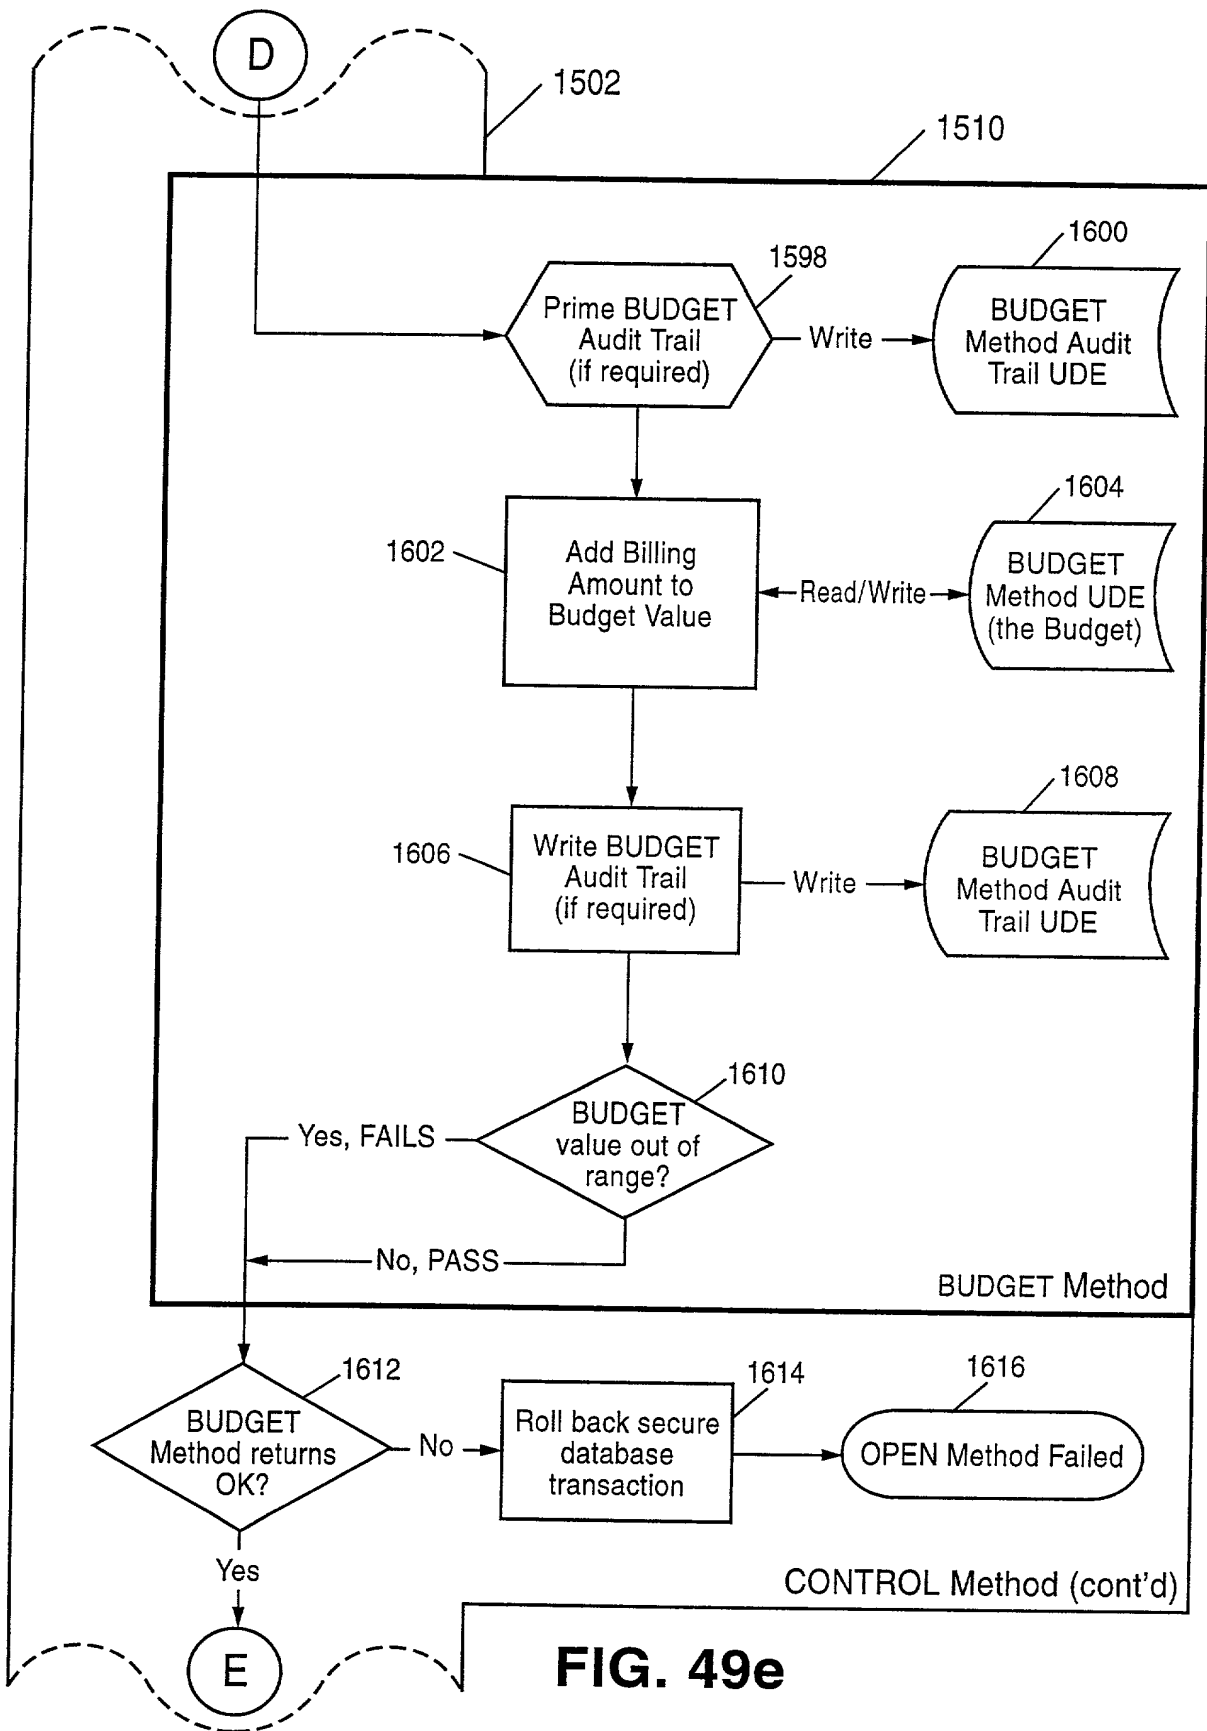 D
1502
1510
1598
Prime BUDGET
Audit Trail
(if required)
Write
1600
BUDGET
Method Audit
Trail UDE
1602
Add Billing
Amount to
Budget Value
Read/Write
1604
BUDGET
Method UDE
(the Budget)
1606
Write BUDGET
Audit Trail
(if required)
Write
1608
BUDGET
Method Audit
Trail UDE
1610
BUDGET
value out of
range?
Yes, FAILS
No, PASS
BUDGET Method
1612
BUDGET
Method returns
OK?
No
1614
Roll back secure
database
transaction
1616
OPEN Method Failed
Yes
CONTROL Method (cont'd)
E
FIG. 49e